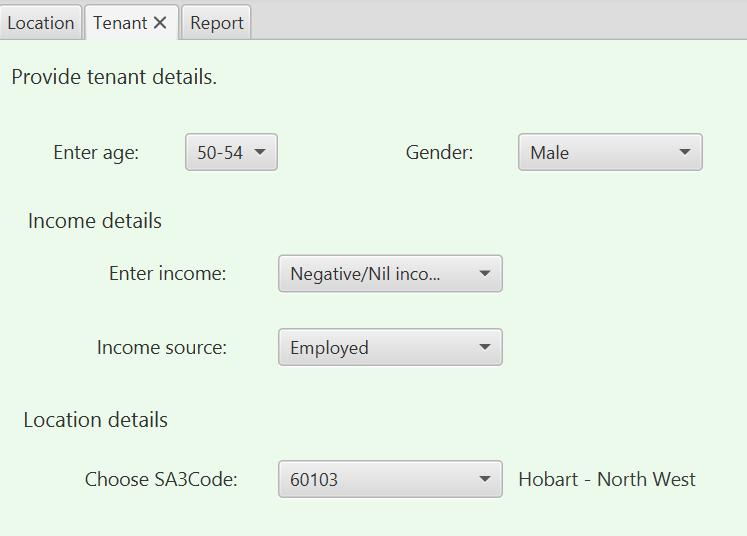 Location Tenant Report
Provide tenant details.
Enter age: 50-54 Gender: Male
Income details
Enter income: Negative/Nil inco...
Income source: Employed
Location details
Choose SA3Code: 60103 Hobart - North West